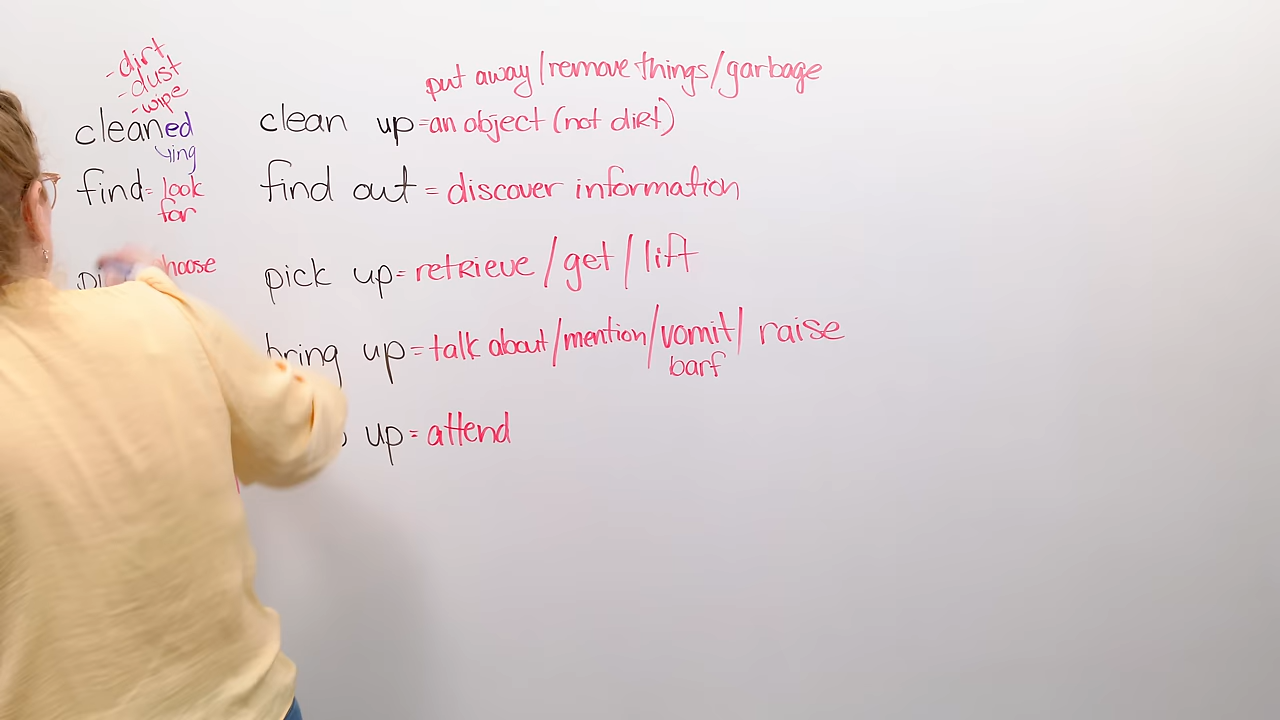 -dirt
-dust
-wipe
put away/remove things/garbage
cleaned
ying
clean up=an object (not dirt)
find=look
for
find out = discover information
pick up=retrieve/get/lift
bring up=talk about/mention/vomit/ raise
barf
up=attend